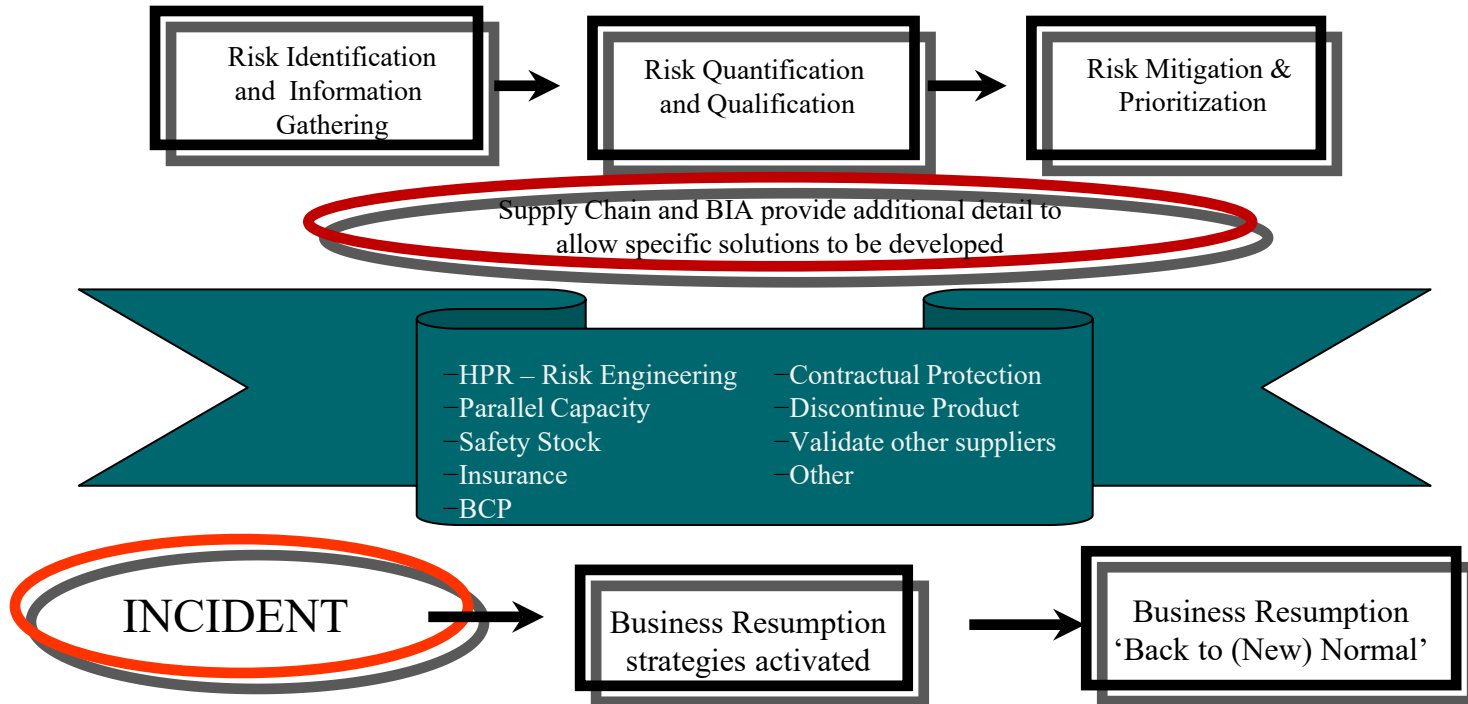 Risk Identification
and Information
Gathering
Risk Quantification
and Qualification
Risk Mitigation &
Prioritization
Supply Chain and BIA provide additional detail to
allow specific solutions to be developed
–HPR – Risk Engineering
–Parallel Capacity
–Safety Stock
–Insurance
–BCP
–Contractual Protection
–Discontinue Product
–Validate other suppliers
–Other
INCIDENT
Business Resumption
strategies activated
Business Resumption
‘Back to (New) Normal’